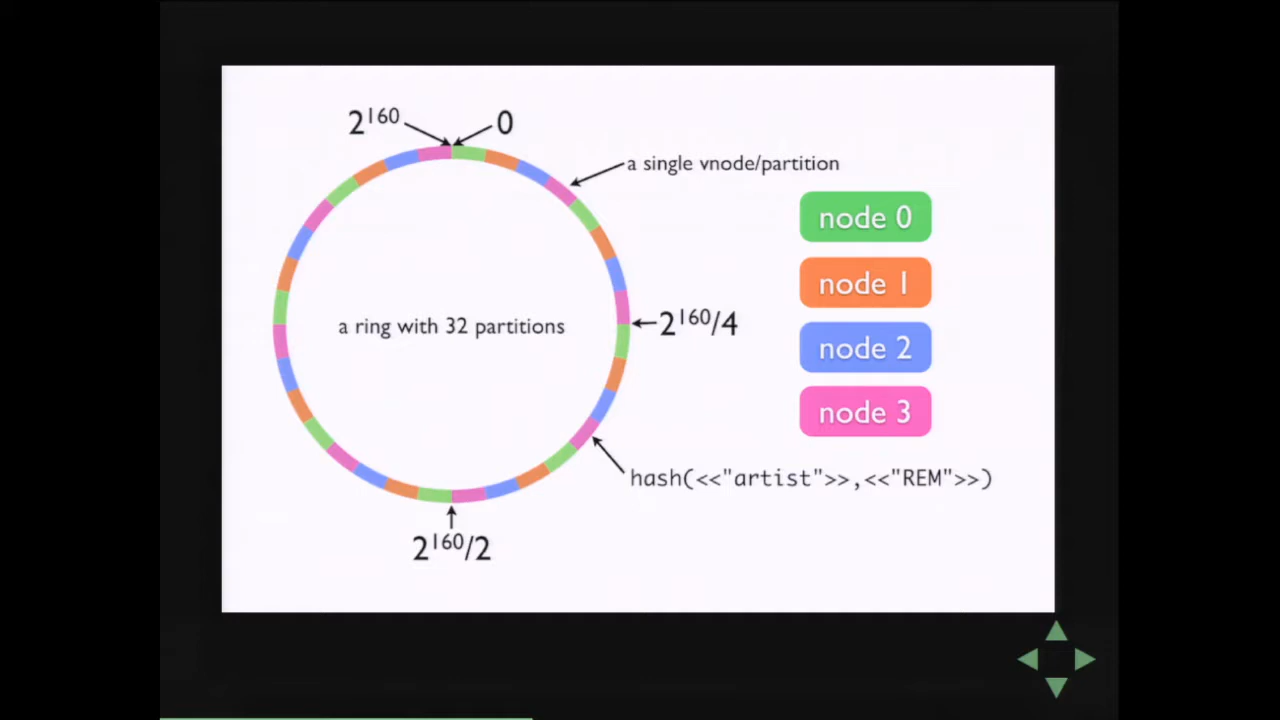 2¹⁶⁰
0
a single vnode/partition
node 0
node 1
a ring with 32 partitions
2¹⁶⁰/4
node 2
node 3
hash(<<"artist">>,<<"REM">>)
2¹⁶⁰/2